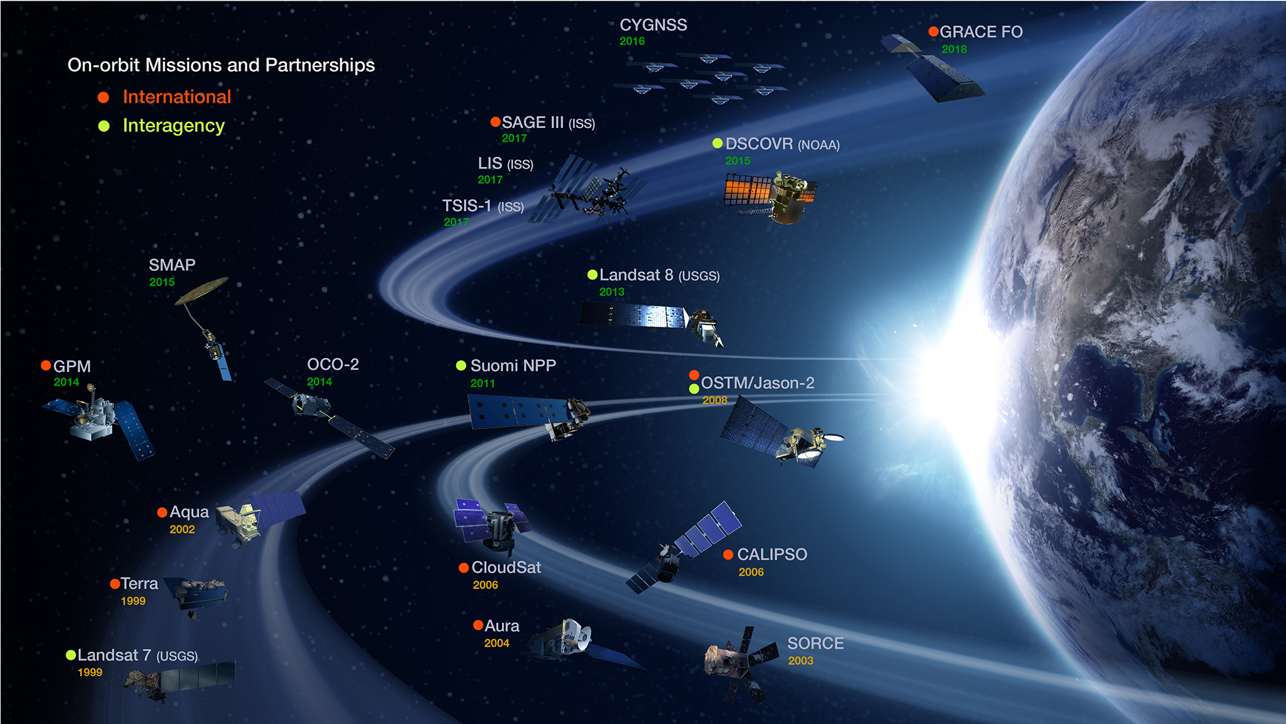 On-orbit Missions and Partnerships
International
Interagency
CYGNSS
2016
GRACE FO
2018
SAGE III (ISS)
2017
LIS (ISS)
2017
TSIS-1 (ISS)
2017
DSCOVR (NOAA)
2015
SMAP
2015
Landsat 8 (USGS)
2013
GPM
2014
OCO-2
2014
Suomi NPP
2011
OSTM/Jason-2
2008
Aqua
2002
Terra
1999
Landsat 7 (USGS)
1999
CloudSat
2006
CALIPSO
2006
Aura
2004
SORCE
2003